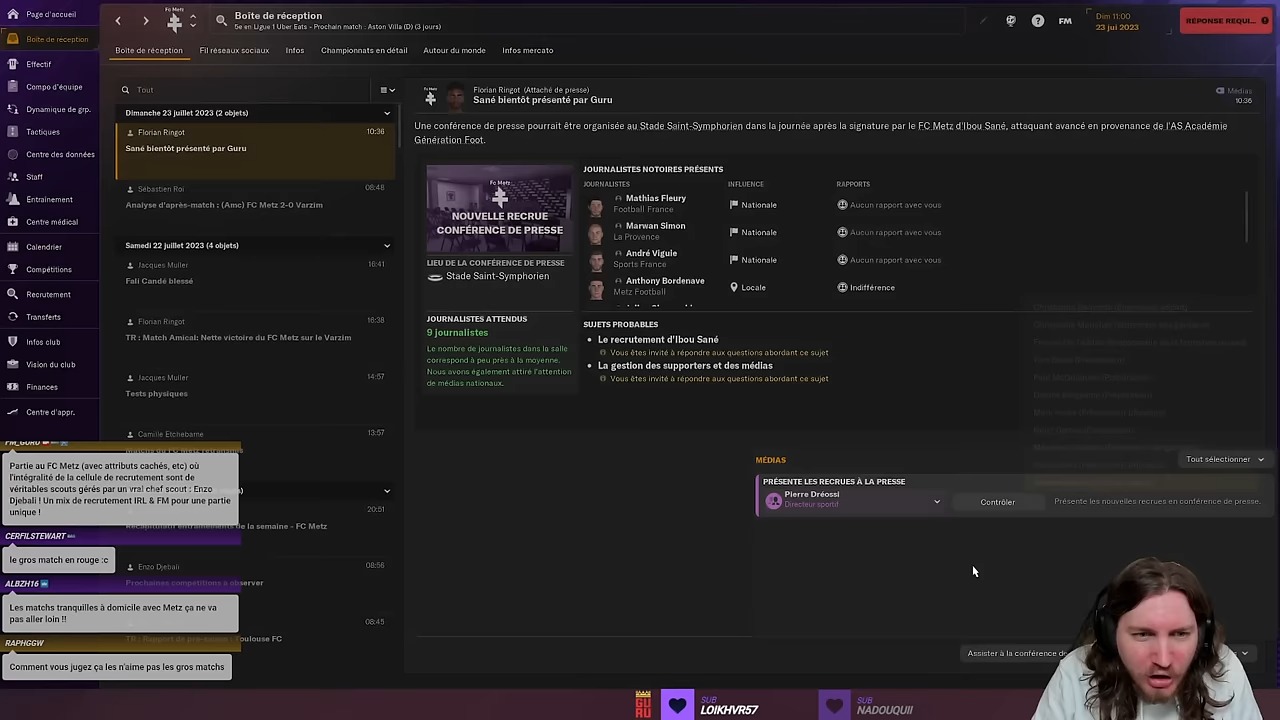 Page d'accueil
Boîte de réception
Effectif
Compo d'équipe
Dynamique de grp.
Tactiques
Centre des données
Staff
Entraînement
Centre médical
Calendrier
Compétitions
Recrutement
Transferts
Infos club
Vision du club
Finances
Centre d'appr.
Fc Metz
Boîte de réception
5e en Ligue 1 Uber Eats - Prochain match : Aston Villa (D) (3 jours)
FM
Dim 11:00
23 jui 2023
RÉPONSE REQUI...
Boîte de réception
Fil réseaux sociaux
Infos
Championnats en détail
Autour du monde
Infos mercato
Tout
Dimanche 23 juillet 2023 (2 objets)
Florian Ringot
10:36
Sané bientôt présenté par Guru
Sébastien Roi
08:48
Analyse d'après-match : (Amc) FC Metz 2-0 Varzim
Samedi 22 juillet 2023 (4 objets)
Jacques Muller
16:41
Fali Candé blessé
Florian Ringot
16:38
TR : Match Amical: Nette victoire du FC Metz sur le Varzim
Jacques Muller
14:57
Tests physiques
Camille Etchebarne
13:57
20:51
Récapitulatif entraînements de la semaine - FC Metz
Enzo Djebali
08:56
Prochaines compétitions à observer
08:45
TR : Rapport de pré-saison : Toulouse FC
Fc Metz
Florian Ringot (Attaché de presse)
Sané bientôt présenté par Guru
Médias
10:36
Une conférence de presse pourrait être organisée au Stade Saint-Symphorien dans la journée après la signature par le FC Metz d'Ibou Sané, attaquant avancé en provenance de l'AS Académie
Génération Foot.
Fc Metz
NOUVELLE RECRUE
CONFÉRENCE DE PRESSE
LIEU DE LA CONFÉRENCE DE PRESSE
Stade Saint-Symphorien
JOURNALISTES ATTENDUS
9 journalistes
Le nombre de journalistes dans la salle
correspond à peu près à la moyenne.
Nous avons également attiré l'attention
de médias nationaux.
JOURNALISTES NOTOIRES PRÉSENTS
JOURNALISTES
INFLUENCE
RAPPORTS
Mathias Fleury
Football France
Nationale
Aucun rapport avec vous
Marwan Simon
La Provence
Nationale
Aucun rapport avec vous
André Vigule
Sports France
Nationale
Aucun rapport avec vous
Anthony Bordenave
Metz Football
Locale
Indifférence
SUJETS PROBABLES
Le recrutement d'Ibou Sané
Vous êtes invité à répondre aux questions abordant ce sujet
La gestion des supporters et des médias
Vous êtes invité à répondre aux questions abordant ce sujet
MÉDIAS
Tout sélectionner
PRÉSENTE LES RECRUES À LA PRESSE
Pierre Dréossi
Directeur sportif
Contrôler
Présente les nouvelles recrues en conférence de presse.
Assister à la conférence de
FM_GURU
Partie au FC Metz (avec attributs cachés, etc) où
l'intégralité de la cellule de recrutement sont de
véritables scouts gérés par un vrai chef scout : Enzo
Djebali ! Un mix de recrutement IRL & FM pour une partie
unique !
CERFILSTEWART
le gros match en rouge :c
ALBZH16
Les matchs tranquilles à domicile avec Metz ça ne va
pas aller loin !!
RAPHGGW
Comment vous jugez ça les n'aime pas les gros matchs
GURU
SUB
LOIKHVR57
SUB
NADOUQUII